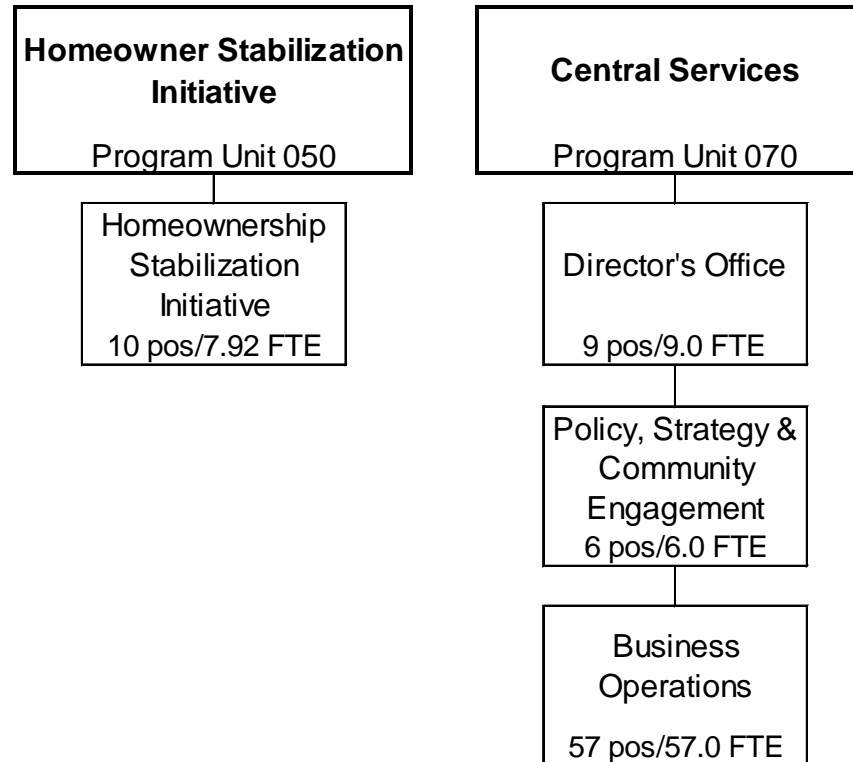 Homeowner Stabilization
Initiative
Program Unit 050
Homeownership
Stabilization
Initiative
10 pos/7.92 FTE
Central Services
Program Unit 070
Director's Office
9 pos/9.0 FTE
Policy, Strategy &
Community
Engagement
6 pos/6.0 FTE
Business
Operations
57 pos/57.0 FTE